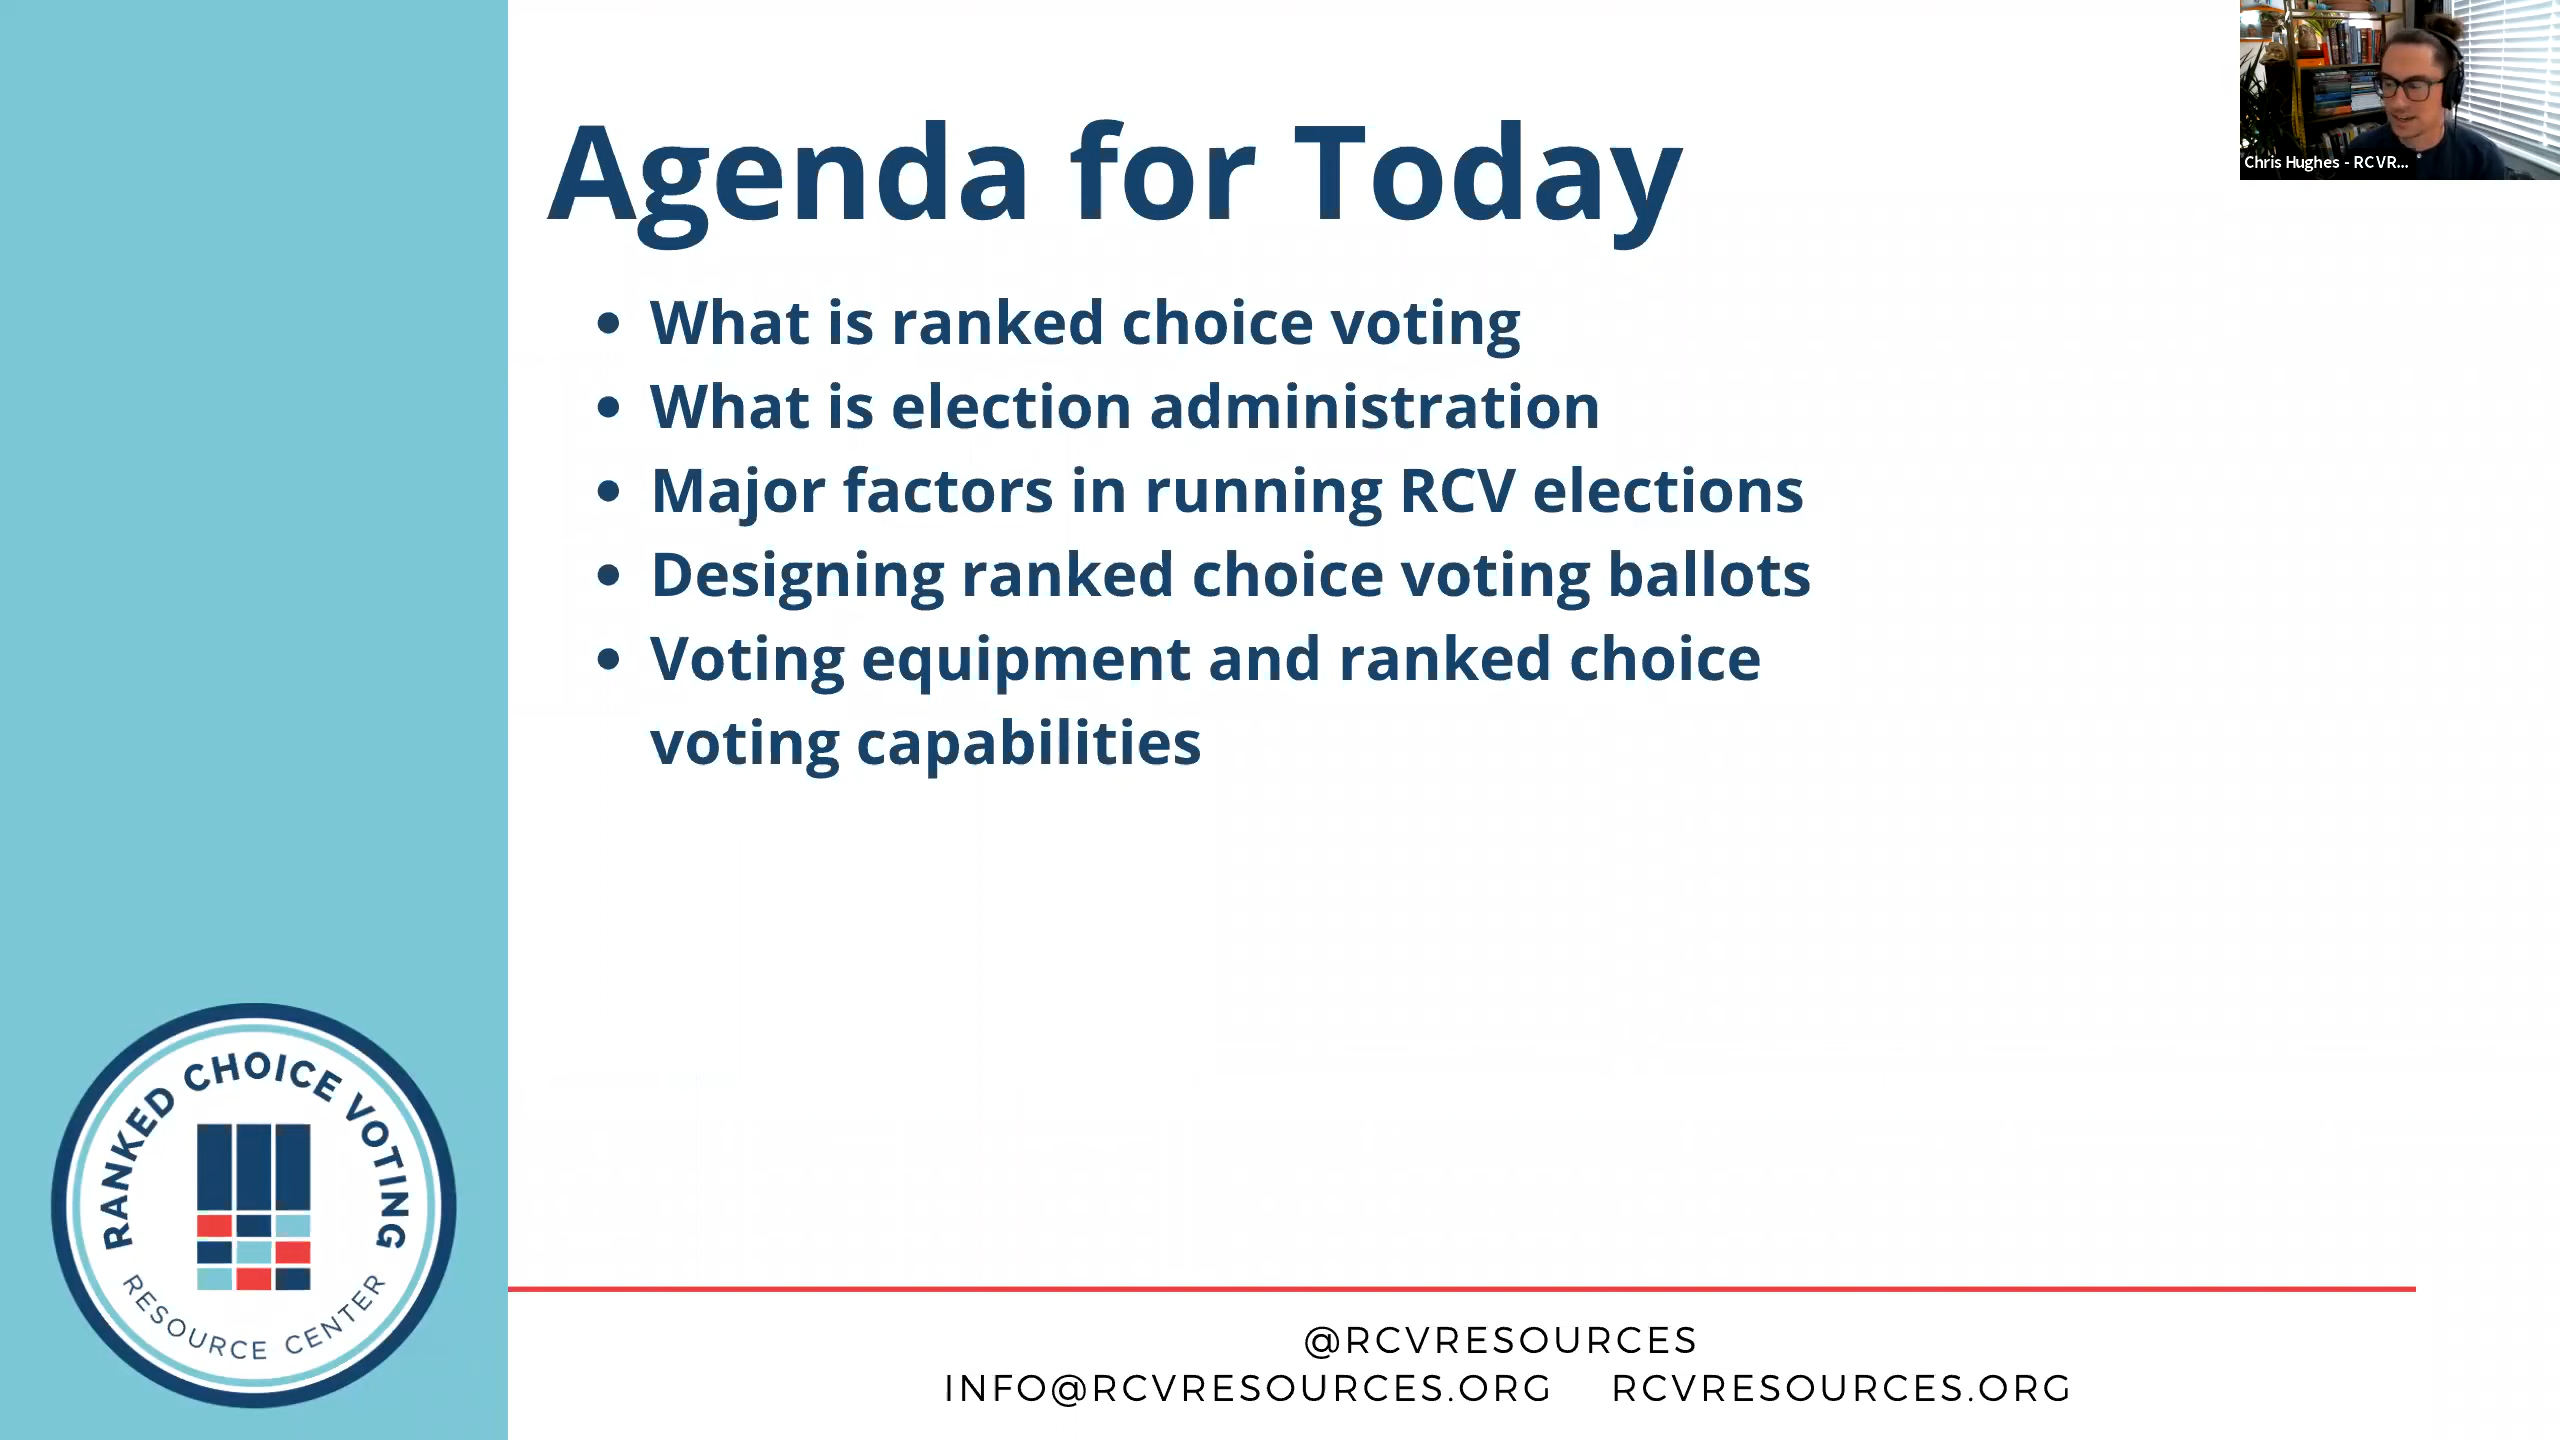 Agenda for Today
• What is ranked choice voting
• What is election administration
• Major factors in running RCV elections
• Designing ranked choice voting ballots
• Voting equipment and ranked choice
voting capabilities
Chris Hughes - RCVR...
RANKED CHOICE VOTING
RESOURCE CENTER
@RCVRESOURCES
INFO@RCVRESOURCES.ORG RCVRESOURCES.ORG